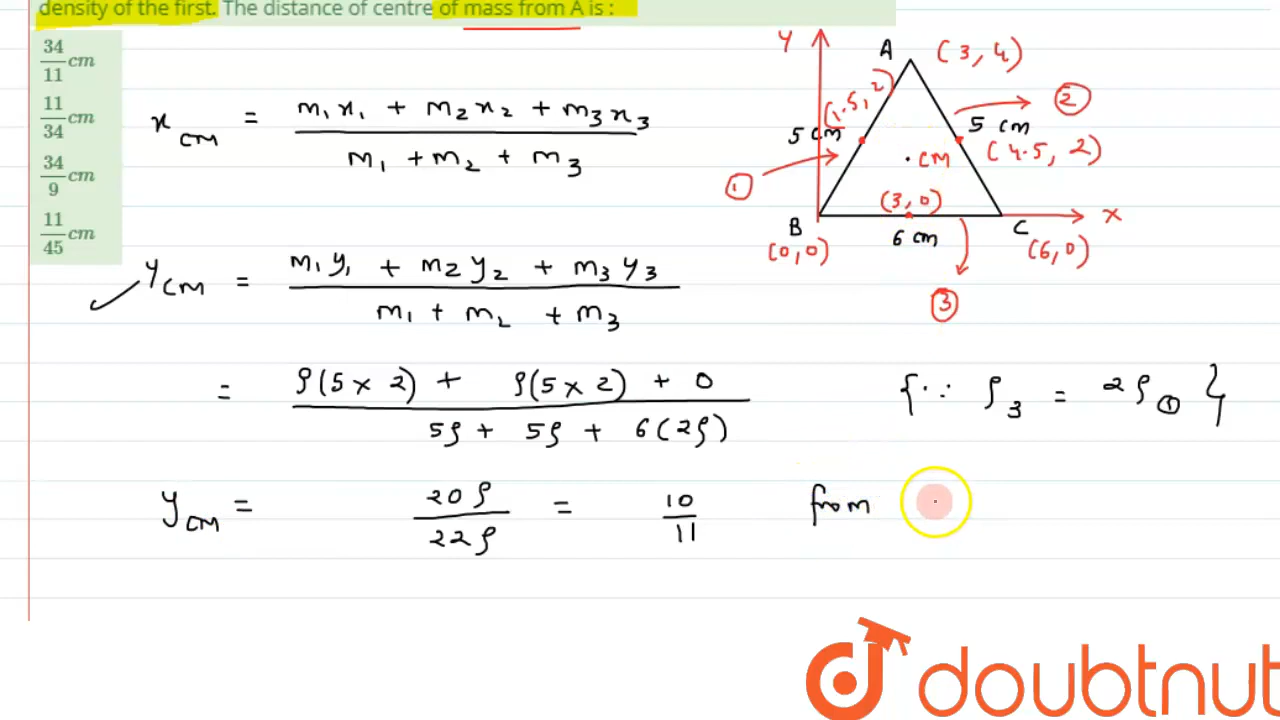 density of the first. The distance of centre of mass from A is :
34/11 cm
11/34 cm
34/9 cm
11/45 cm
x_CM = (m₁x₁ + m₂x₂ + m₃x₃) / (m₁ + m₂ + m₃)
Y
A (3, 4)
(1.5, 2)
②
5 cm
5 cm
(4.5, 2)
. CM
①
(3, 0)
X
B
C
6 cm
(0, 0)
(6, 0)
③
y_CM = (m₁y₁ + m₂y₂ + m₃y₃) / (m₁ + m₂ + m₃)
= (ρ(5 × 2) + ρ(5 × 2) + 0) / (5ρ + 5ρ + 6(2ρ))
{∵ ρ₃ = 2ρ①}
y_CM = 20ρ/22ρ = 10/11 from
doubtnut